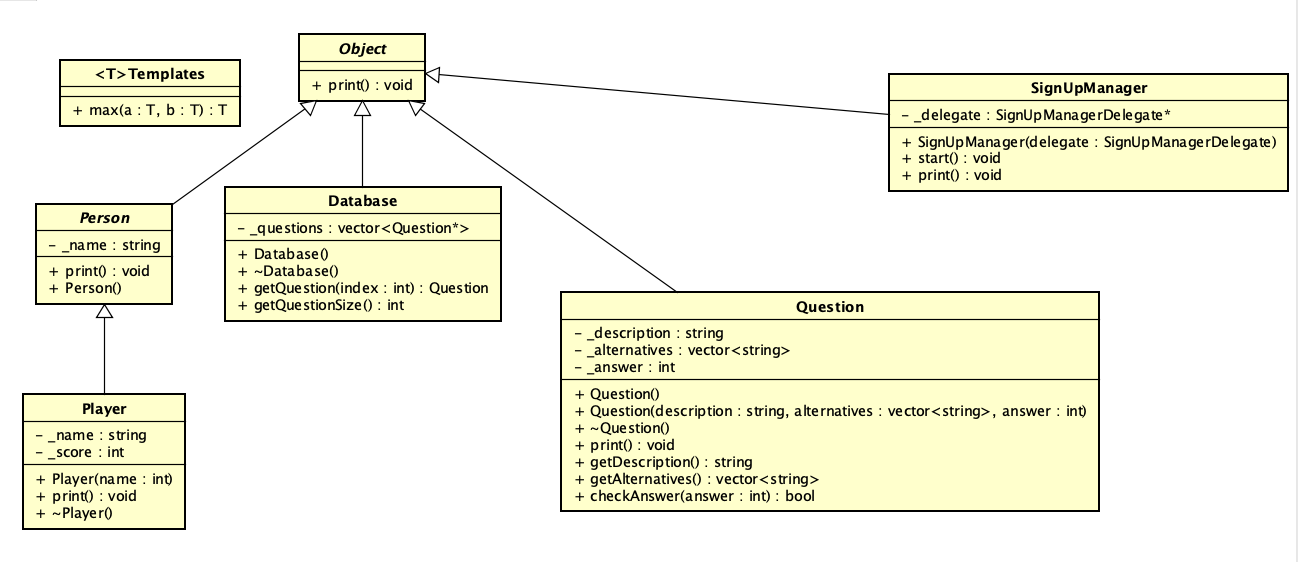 Object
+ print() : void
<T>Templates
+ max(a : T, b : T) : T
SignUpManager
- _delegate : SignUpManagerDelegate*
+ SignUpManager(delegate : SignUpManagerDelegate)
+ start() : void
+ print() : void
Person
- _name : string
+ print() : void
+ Person()
Database
- _questions : vector<Question*>
+ Database()
+ ~Database()
+ getQuestion(index : int) : Question
+ getQuestionSize() : int
Question
- _description : string
- _alternatives : vector<string>
- _answer : int
+ Question()
+ Question(description : string, alternatives : vector<string>, answer : int)
+ ~Question()
+ print() : void
+ getDescription() : string
+ getAlternatives() : vector<string>
+ checkAnswer(answer : int) : bool
Player
- _name : string
- _score : int
+ Player(name : int)
+ print() : void
+ ~Player()